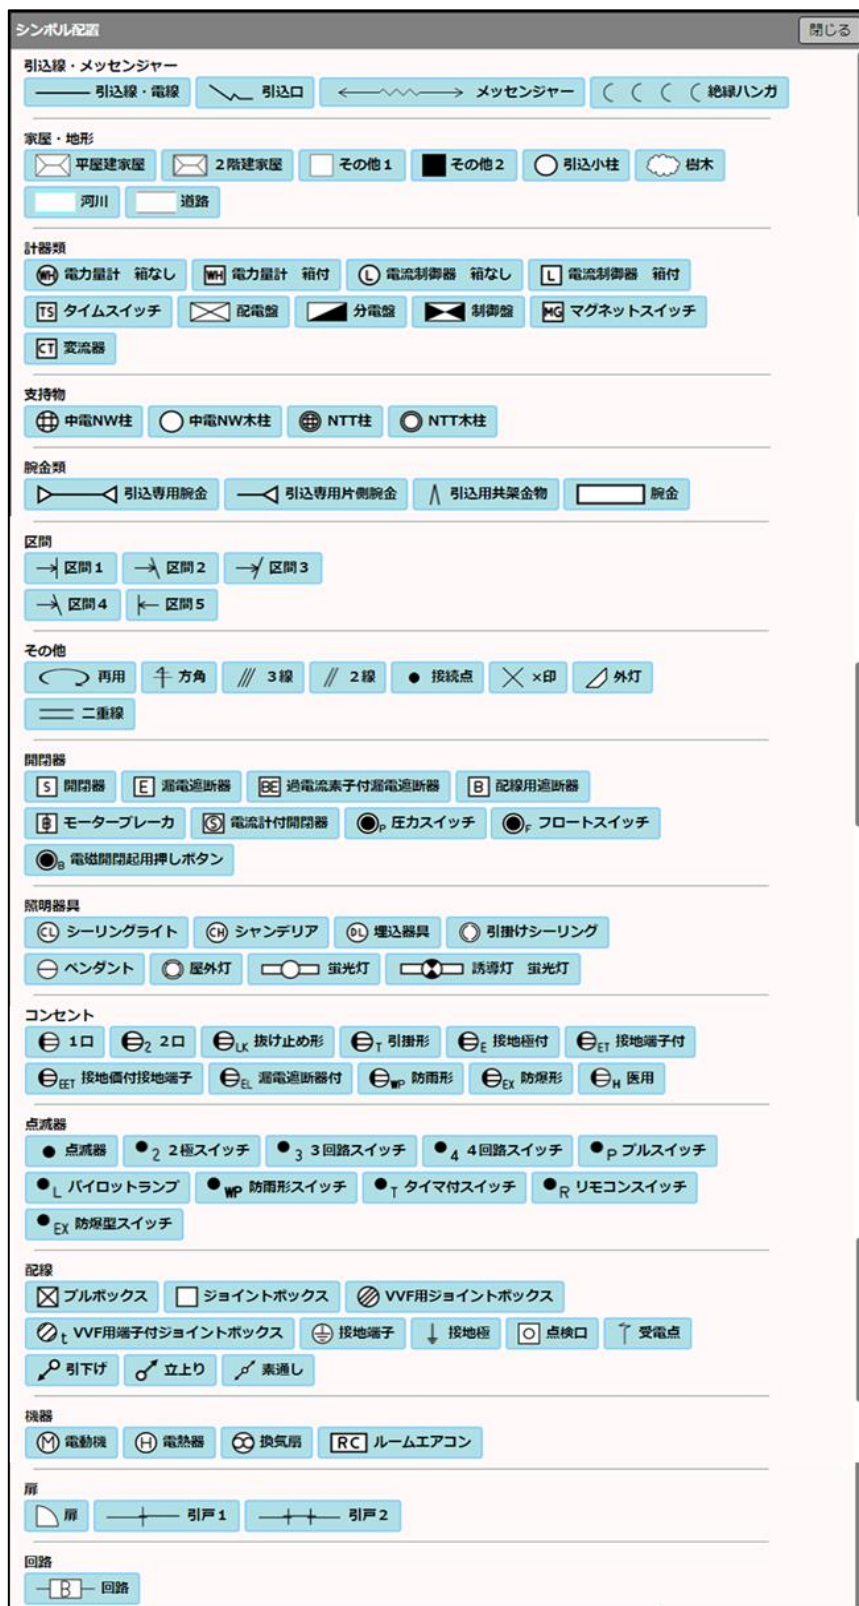 シンボル配置 閉じる
引込線・メッセンジャー
引込線・電線 引込口 メッセンジャー 絶縁ハンガ
家屋・地形
平屋建家屋 2階建家屋 その他1 その他2 引込小柱 樹木
河川 道路
計器類
WH 電力量計 箱なし WH 電力量計 箱付 L 電流制御器 箱なし L 電流制御器 箱付
TS タイムスイッチ 配電盤 分電盤 制御盤 MG マグネットスイッチ
CT 変流器
支持物
中電NW柱 中電NW木柱 NTT柱 NTT木柱
腕金類
引込専用腕金 引込専用片側腕金 引込用共架金物 腕金
区間
区間1 区間2 区間3
区間4 区間5
その他
再用 方角 3線 2線 接続点 ×印 外灯
二重線
開閉器
S 開閉器 E 漏電遮断器 BE 過電流素子付漏電遮断器 B 配線用遮断器
B モーターブレーカ S 電流計付開閉器 P 圧力スイッチ F フロートスイッチ
B 電磁開閉起用押しボタン
照明器具
CL シーリングライト CH シャンデリア DL 埋込器具 引掛けシーリング
ペンダント 屋外灯 蛍光灯 誘導灯 蛍光灯
コンセント
1口 2 2口 LK 抜け止め形 T 引掛形 E 接地極付 ET 接地端子付
EET 接地価付接地端子 EL 漏電遮断器付 WP 防雨形 EX 防爆形 H 医用
点滅器
点滅器 2 2極スイッチ 3 3回路スイッチ 4 4回路スイッチ P プルスイッチ
L パイロットランプ WP 防雨形スイッチ T タイマ付スイッチ R リモコンスイッチ
EX 防爆型スイッチ
配線
プルボックス ジョイントボックス VVF用ジョイントボックス
t VVF用端子付ジョイントボックス 接地端子 接地極 点検口 受電点
引下げ 立上り 素通し
機器
M 電動機 H 電熱器 換気扇 RC ルームエアコン
扉
扉 引戸1 引戸2
回路
B 回路